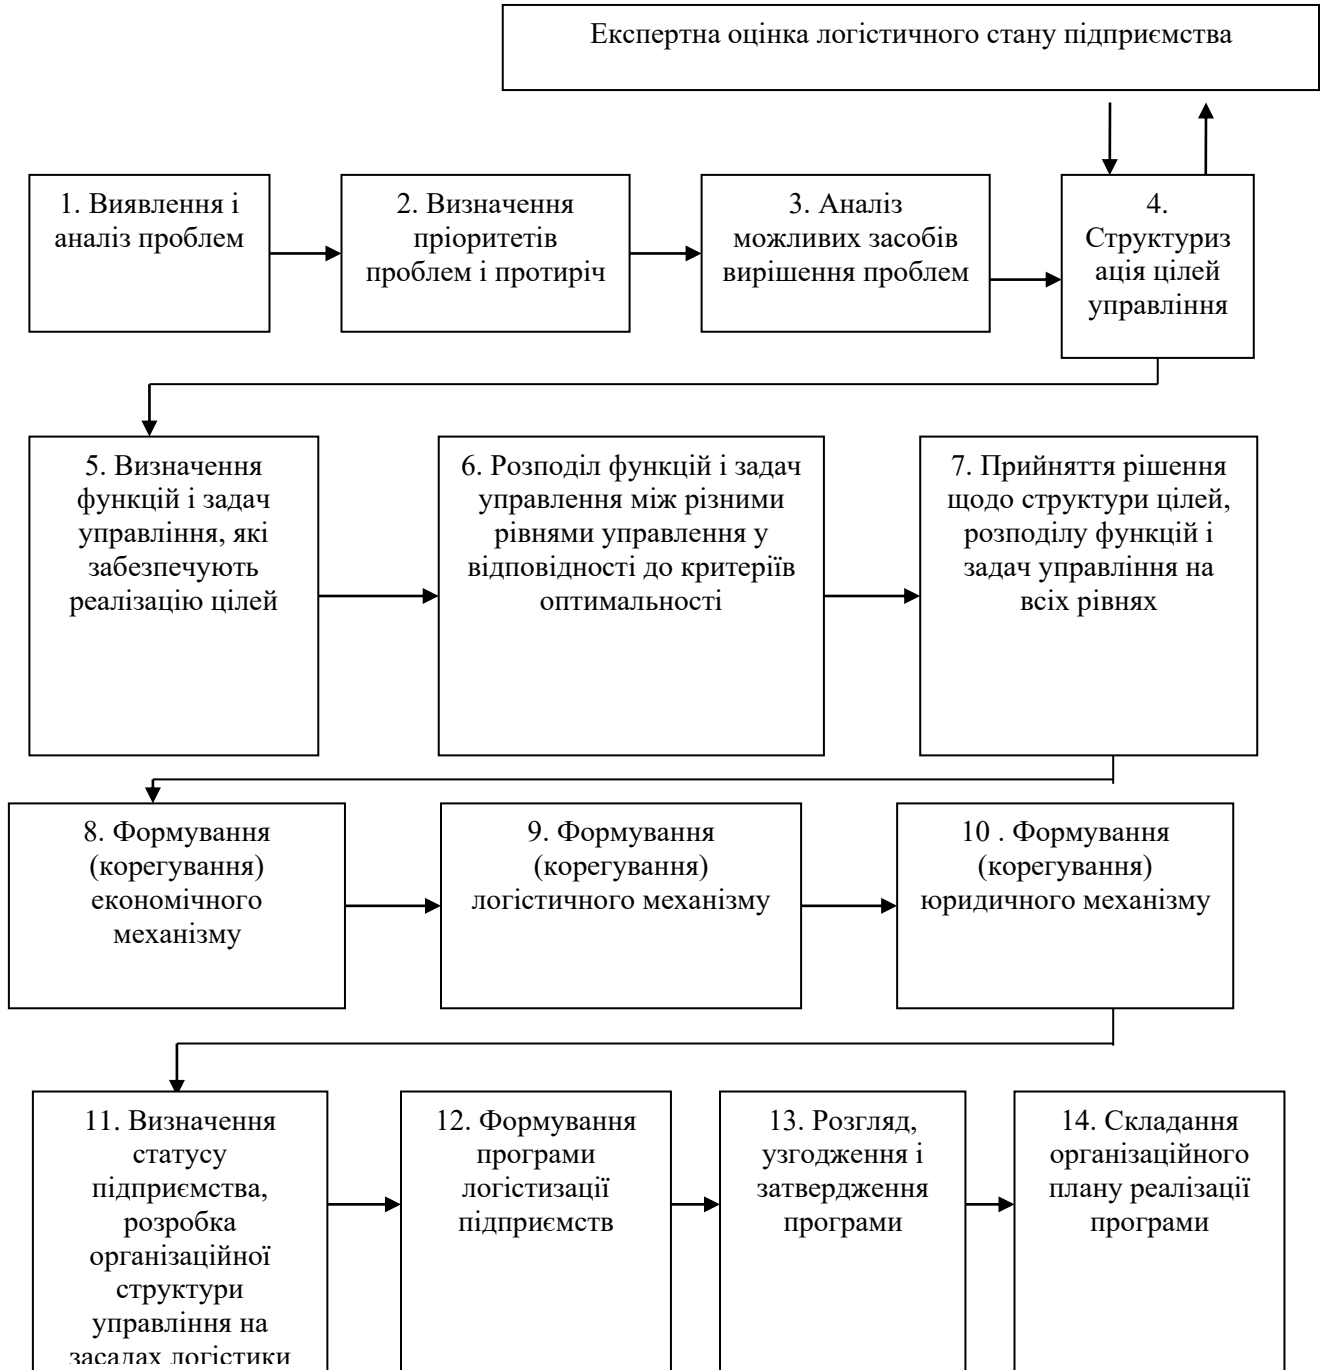 Експертна оцінка логістичного стану підприємства
1. Виявлення і
аналіз проблем
2. Визначення
пріоритетів
проблем і протиріч
3. Аналіз
можливих засобів
вирішення проблем
4.
Структуриз
ація цілей
управління
5. Визначення
функцій і задач
управління, які
забезпечують
реалізацію цілей
6. Розподіл функцій і задач
управлення між різними
рівнями управління у
відповідності до критеріїв
оптимальності
7. Прийняття рішення
щодо структури цілей,
розподілу функцій і
задач управління на
всіх рівнях
8. Формування
(корегування)
економічного
механізму
9. Формування
(корегування)
логістичного механізму
10 . Формування
(корегування)
юридичного механізму
11. Визначення
статусу
підприємства,
розробка
організаційної
структури
управління на
засадах логістики
12. Формування
програми
логістизації
підприємств
13. Розгляд,
узгодження і
затвердження
програми
14. Складання
організаційного
плану реалізації
програми